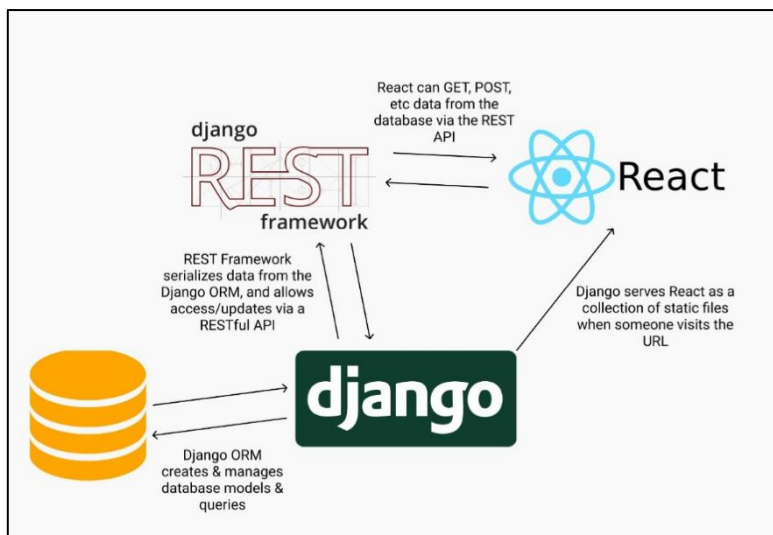 React can GET, POST,
etc data from the
database via the REST
API
django
REST
framework
React
REST Framework
serializes data from the
Django ORM, and allows
access/updates via a
RESTful API
Django serves React as a
collection of static files
when someone visits the
URL
django
Django ORM
creates & manages
database models &
queries